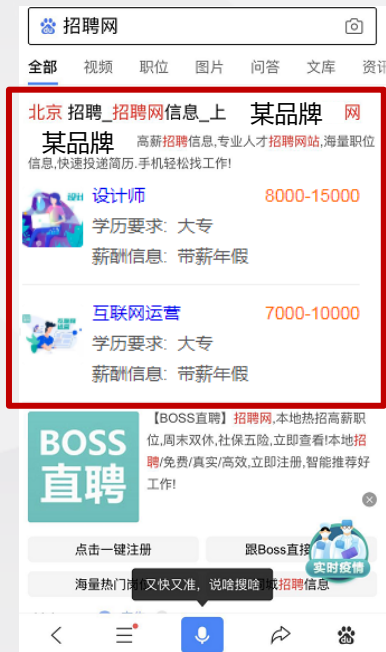 招聘网
全部 视频 职位 图片 问答 文库 资讯
北京 招聘_招聘网信息_上 某品牌 网
某品牌 高薪招聘信息,专业人才招聘网站,海量职位
信息,快速投递简历.手机轻松找工作!
设计师 8000-15000
学历要求: 大专
薪酬信息: 带薪年假
互联网运营 7000-10000
学历要求: 大专
薪酬信息: 带薪年假
BOSS
直聘
【BOSS直聘】招聘网,本地热招高薪职
位,周末双休,社保五险,立即查看!本地招
聘/免费/真实/高效,立即注册,智能推荐好
工作!
点击一键注册 跟Boss直接
实时疫情
海量热门岗 同城招聘信息
又快又准，说啥搜啥
du